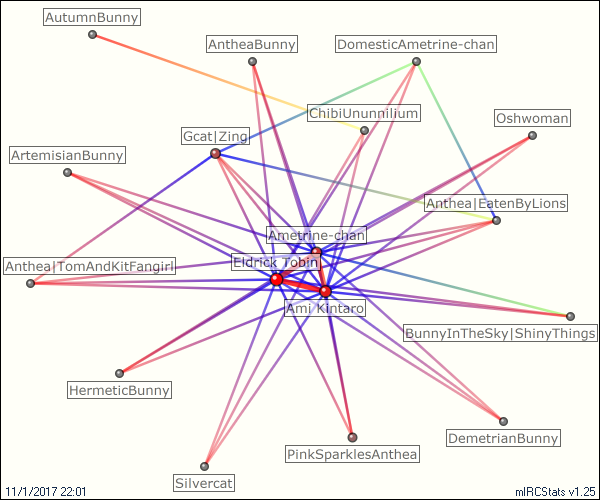 AutumnBunny
AntheaBunny
DomesticAmetrine-chan
ChibiUnunnilium
Oshwoman
Gcat|Zing
ArtemisianBunny
Anthea|EatenByLions
Ametrine-chan
Eldrick Tobin
Anthea|TomAndKitFangirl
Ami Kintaro
BunnyInTheSky|ShinyThings
HermeticBunny
DemetrianBunny
PinkSparklesAnthea
Silvercat
11/1/2017 22:01
mIRCStats v1.25